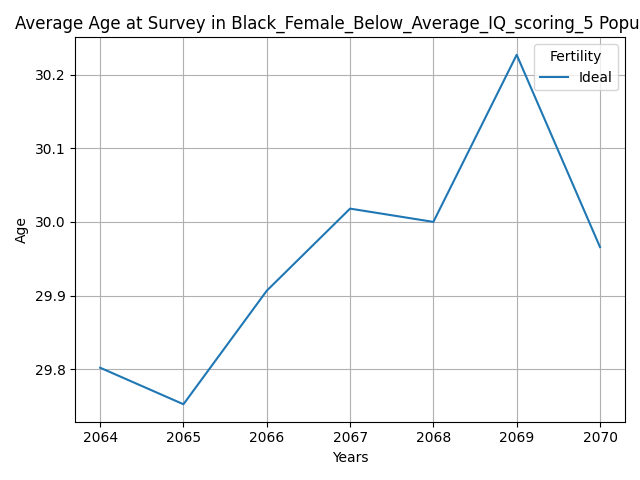 Average Age at Survey in Black_Female_Below_Average_IQ_scoring_5 Popu
Fertility
Ideal
30.2
30.1
30.0
29.9
29.8
Age
2064 2065 2066 2067 2068 2069 2070
Years